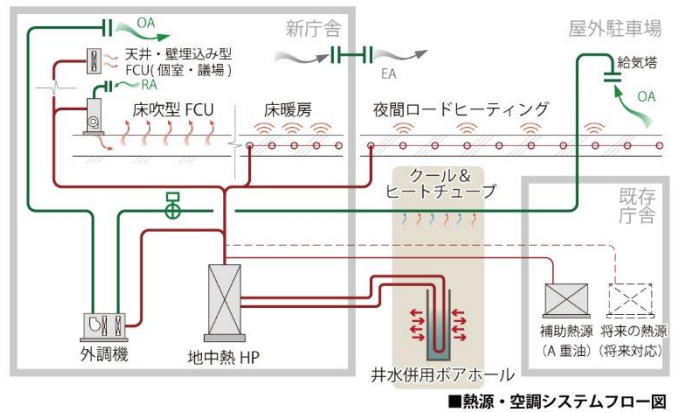 新庁舎
屋外駐車場
OA
天井・壁埋込み型
FCU(個室・議場)
RA
EA
給気塔
OA
床吹型 FCU
床暖房
夜間ロードヒーティング
クール&
ヒートチューブ
既存
庁舎
外調機
地中熱 HP
井水併用ボアホール
補助熱源
(A 重油)
将来の熱源
(将来対応)
■熱源・空調システムフロー図